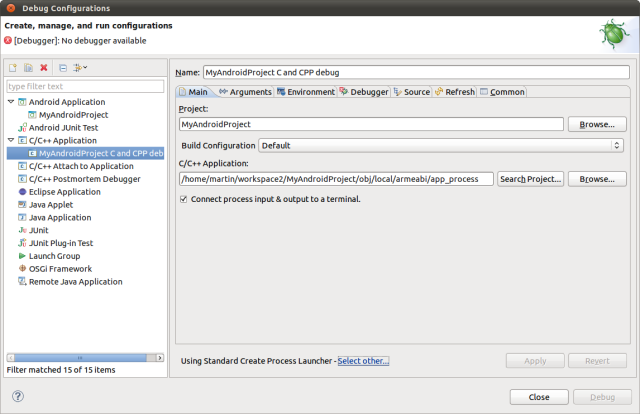 Debug Configurations
Create, manage, and run configurations
[Debugger]: No debugger available
type filter text
Android Application
MyAndroidProject
Android JUnit Test
C/C++ Application
MyAndroidProject C and CPP deb
C/C++ Attach to Application
C/C++ Postmortem Debugger
Eclipse Application
Java Applet
Java Application
JUnit
JUnit Plug-in Test
Launch Group
OSGi Framework
Remote Java Application
Filter matched 15 of 15 items
Name: MyAndroidProject C and CPP debug
Main Arguments Environment Debugger Source Refresh Common
Project:
MyAndroidProject Browse...
Build Configuration Default
C/C++ Application:
/home/martin/workspace2/MyAndroidProject/obj/local/armeabi/app_process Search Project... Browse...
Connect process input & output to a terminal.
Using Standard Create Process Launcher - Select other... Apply Revert
? Close Debug